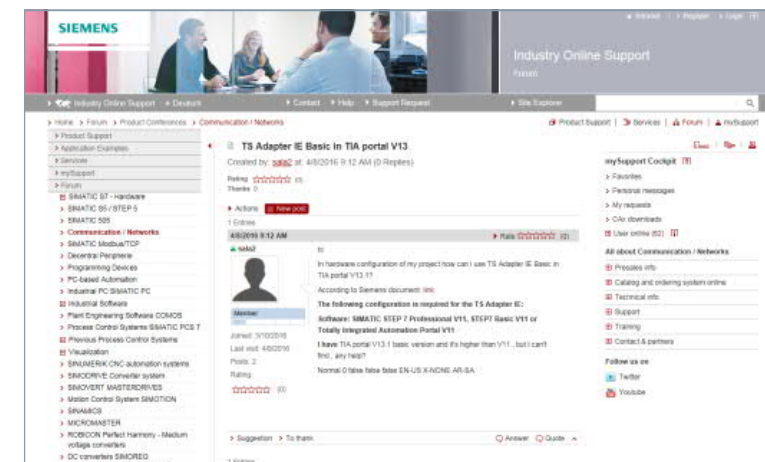 SIEMENS
Intranet Register Login
Industry Online Support
Forum
Industry Online Support Deutsch Contact Help Support Request Site Explorer
Home Forum Product Conferences Communication / Networks Product Support Services Forum mySupport
Product Support
Application Examples
Services
mySupport
Forum
SIMATIC S7 - Hardware
SIMATIC S5 / STEP 5
SIMATIC 505
Communication / Networks
SIMATIC Modbus/TCP
Decentral Peripherie
Programming Devices
PC-based Automation
Industrial PC SIMATIC PC
Industrial Software
Plant Engineering Software COMOS
Process Control Systems SIMATIC PCS 7
Previous Process Control Systems
Visualization
SINUMERIK CNC automation systems
SIMODRIVE Converter system
SIMOVERT MASTERDRIVES
Motion Control System SIMOTION
SINAMICS
MICROMASTER
ROBICON Perfect Harmony - Medium
voltage converters
DC converters SIMOREG
TS Adapter IE Basic in TIA portal V13
Created by: sala2 at: 4/8/2016 9:12 AM (0 Replies)
Rating (0)
Thanks 0
Actions New post
1 Entries
4/8/2016 9:12 AM Rate (0)
sala2
Member
Joined: 3/10/2016
Last visit: 4/8/2016
Posts: 2
Rating:
(0)
hi
In hardware configuration of my project how can I use TS Adapter IE Basic in
TIA portal V13.1?
According to Siemens document: link
The following configuration is required for the TS Adapter IE:
Software: SIMATIC STEP 7 Professional V11, STEP7 Basic V11 or
Totally Integrated Automation Portal V11
I have TIA portal V13.1 basic version and it's higher than V11...but I can't
find , any help?
Normal 0 false false false EN-US X-NONE AR-SA
Suggestion To thank Answer Quote
1 Entries
mySupport Cockpit
Favorites
Personal messages
My requests
CAx downloads
User online (62)
All about Communication / Networks
Presales info
Catalog and ordering system online
Technical info
Support
Training
Contact & partners
Follow us on
Twitter
Youtube